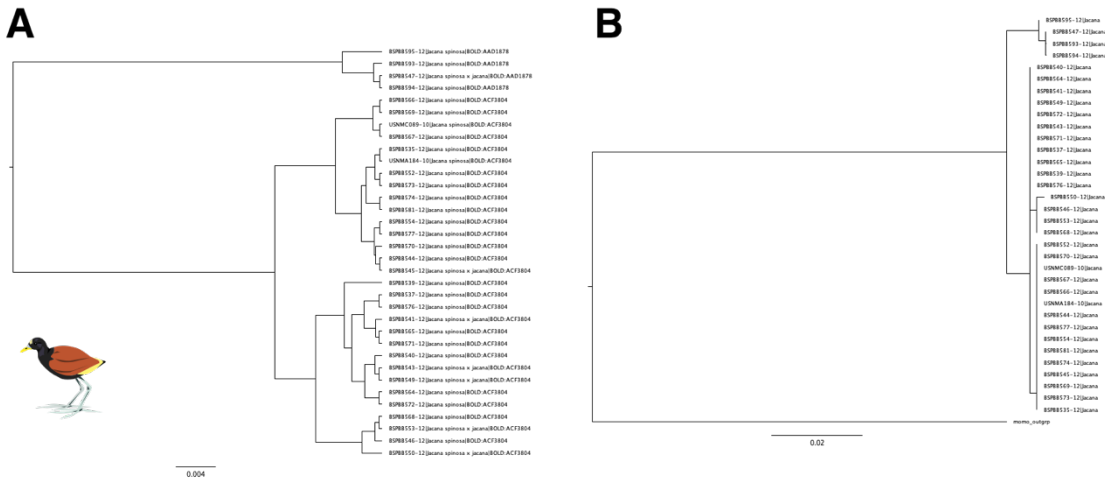 A
BSPBB595-12|Jacana spinosa|BOLD:AAD1878
BSPBB593-12|Jacana spinosa|BOLD:AAD1878
BSPBB547-12|Jacana spinosa × jacana|BOLD:AAD1878
BSPBB594-12|Jacana spinosa|BOLD:AAD1878
BSPBB566-12|Jacana spinosa|BOLD:ACF3804
BSPBB569-12|Jacana spinosa|BOLD:ACF3804
USNMC089-10|Jacana spinosa|BOLD:ACF3804
BSPBB567-12|Jacana spinosa|BOLD:ACF3804
BSPBB535-12|Jacana spinosa|BOLD:ACF3804
USNMA184-10|Jacana spinosa|BOLD:ACF3804
BSPBB552-12|Jacana spinosa|BOLD:ACF3804
BSPBB573-12|Jacana spinosa|BOLD:ACF3804
BSPBB574-12|Jacana spinosa|BOLD:ACF3804
BSPBB581-12|Jacana spinosa|BOLD:ACF3804
BSPBB554-12|Jacana spinosa|BOLD:ACF3804
BSPBB577-12|Jacana spinosa|BOLD:ACF3804
BSPBB570-12|Jacana spinosa|BOLD:ACF3804
BSPBB544-12|Jacana spinosa|BOLD:ACF3804
BSPBB545-12|Jacana spinosa × jacana|BOLD:ACF3804
BSPBB539-12|Jacana spinosa|BOLD:ACF3804
BSPBB537-12|Jacana spinosa|BOLD:ACF3804
BSPBB576-12|Jacana spinosa|BOLD:ACF3804
BSPBB541-12|Jacana spinosa × jacana|BOLD:ACF3804
BSPBB565-12|Jacana spinosa|BOLD:ACF3804
BSPBB571-12|Jacana spinosa|BOLD:ACF3804
BSPBB540-12|Jacana spinosa|BOLD:ACF3804
BSPBB543-12|Jacana spinosa × jacana|BOLD:ACF3804
BSPBB549-12|Jacana spinosa × jacana|BOLD:ACF3804
BSPBB564-12|Jacana spinosa|BOLD:ACF3804
BSPBB572-12|Jacana spinosa|BOLD:ACF3804
BSPBB568-12|Jacana spinosa|BOLD:ACF3804
BSPBB553-12|Jacana spinosa × jacana|BOLD:ACF3804
BSPBB546-12|Jacana spinosa|BOLD:ACF3804
BSPBB550-12|Jacana spinosa × jacana|BOLD:ACF3804
0.004
B
BSPBB595-12|Jacana
BSPBB547-12|Jacana
BSPBB593-12|Jacana
BSPBB594-12|Jacana
BSPBB540-12|Jacana
BSPBB564-12|Jacana
BSPBB541-12|Jacana
BSPBB549-12|Jacana
BSPBB572-12|Jacana
BSPBB543-12|Jacana
BSPBB571-12|Jacana
BSPBB537-12|Jacana
BSPBB565-12|Jacana
BSPBB539-12|Jacana
BSPBB576-12|Jacana
BSPBB550-12|Jacana
BSPBB546-12|Jacana
BSPBB553-12|Jacana
BSPBB568-12|Jacana
BSPBB552-12|Jacana
BSPBB570-12|Jacana
USNMC089-10|Jacana
BSPBB567-12|Jacana
BSPBB566-12|Jacana
USNMA184-10|Jacana
BSPBB544-12|Jacana
BSPBB577-12|Jacana
BSPBB554-12|Jacana
BSPBB581-12|Jacana
BSPBB574-12|Jacana
BSPBB545-12|Jacana
BSPBB569-12|Jacana
BSPBB573-12|Jacana
BSPBB535-12|Jacana
momo_outgrp
0.02